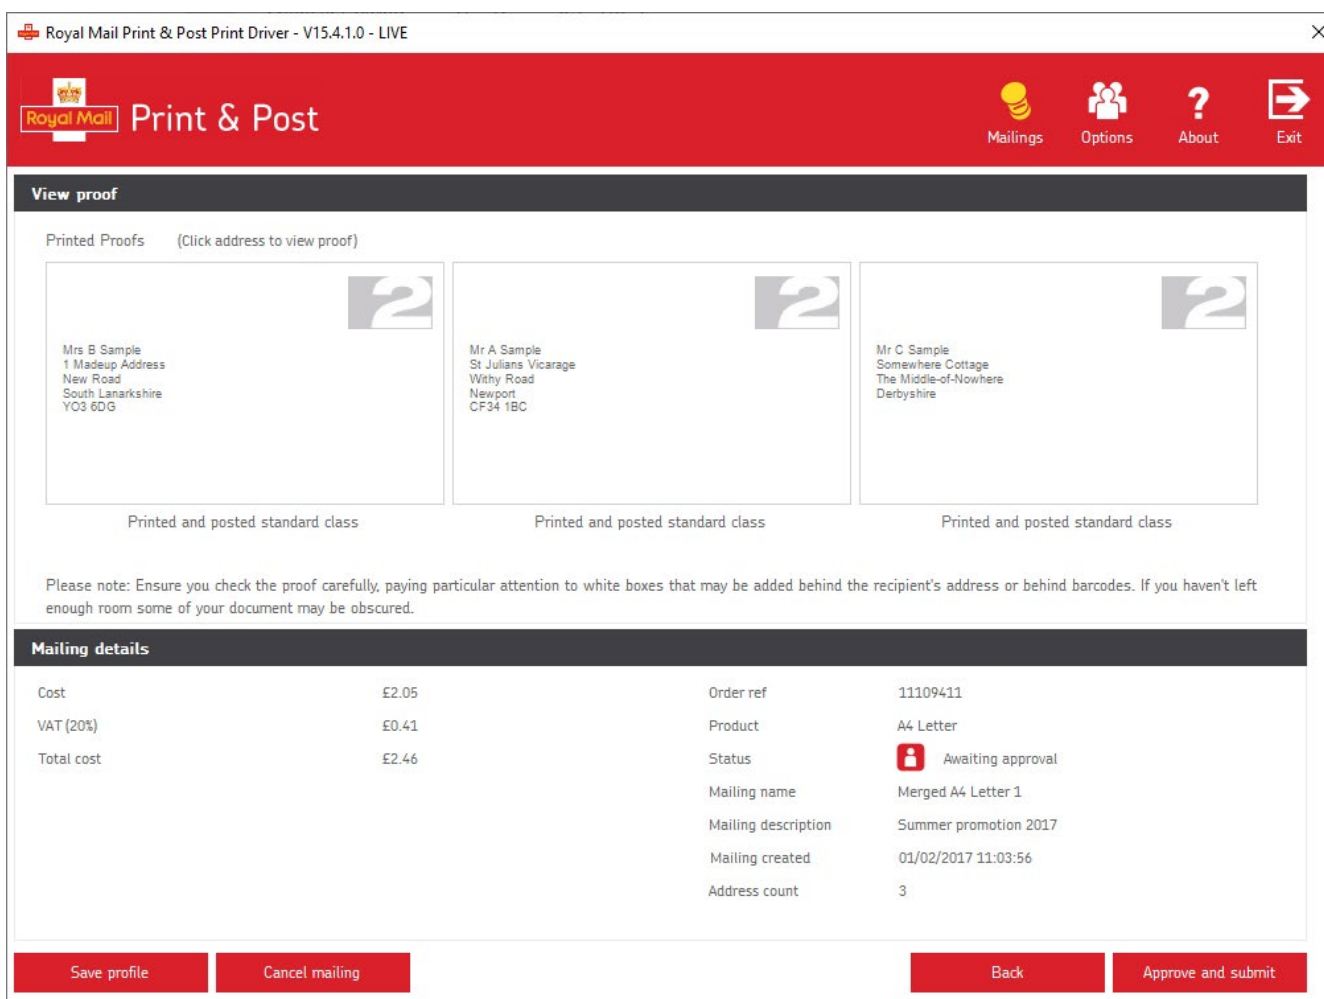 Royal Mail Print & Post Print Driver - V15.4.1.0 - LIVE
Royal Mail Print & Post
Mailings Options About Exit
View proof
Printed Proofs (Click address to view proof)
2
Mrs B Sample
1 Madeup Address
New Road
South Lanarkshire
YO3 6DG
Printed and posted standard class
2
Mr A Sample
St Julians Vicarage
Withy Road
Newport
CF34 1BC
Printed and posted standard class
2
Mr C Sample
Somewhere Cottage
The Middle-of-Nowhere
Derbyshire
Printed and posted standard class
Please note: Ensure you check the proof carefully, paying particular attention to white boxes that may be added behind the recipient's address or behind barcodes. If you haven't left
enough room some of your document may be obscured.
Mailing details
Cost £2.05
VAT (20%) £0.41
Total cost £2.46
Order ref 11109411
Product A4 Letter
Status Awaiting approval
Mailing name Merged A4 Letter 1
Mailing description Summer promotion 2017
Mailing created 01/02/2017 11:03:56
Address count 3
Save profile Cancel mailing Back Approve and submit